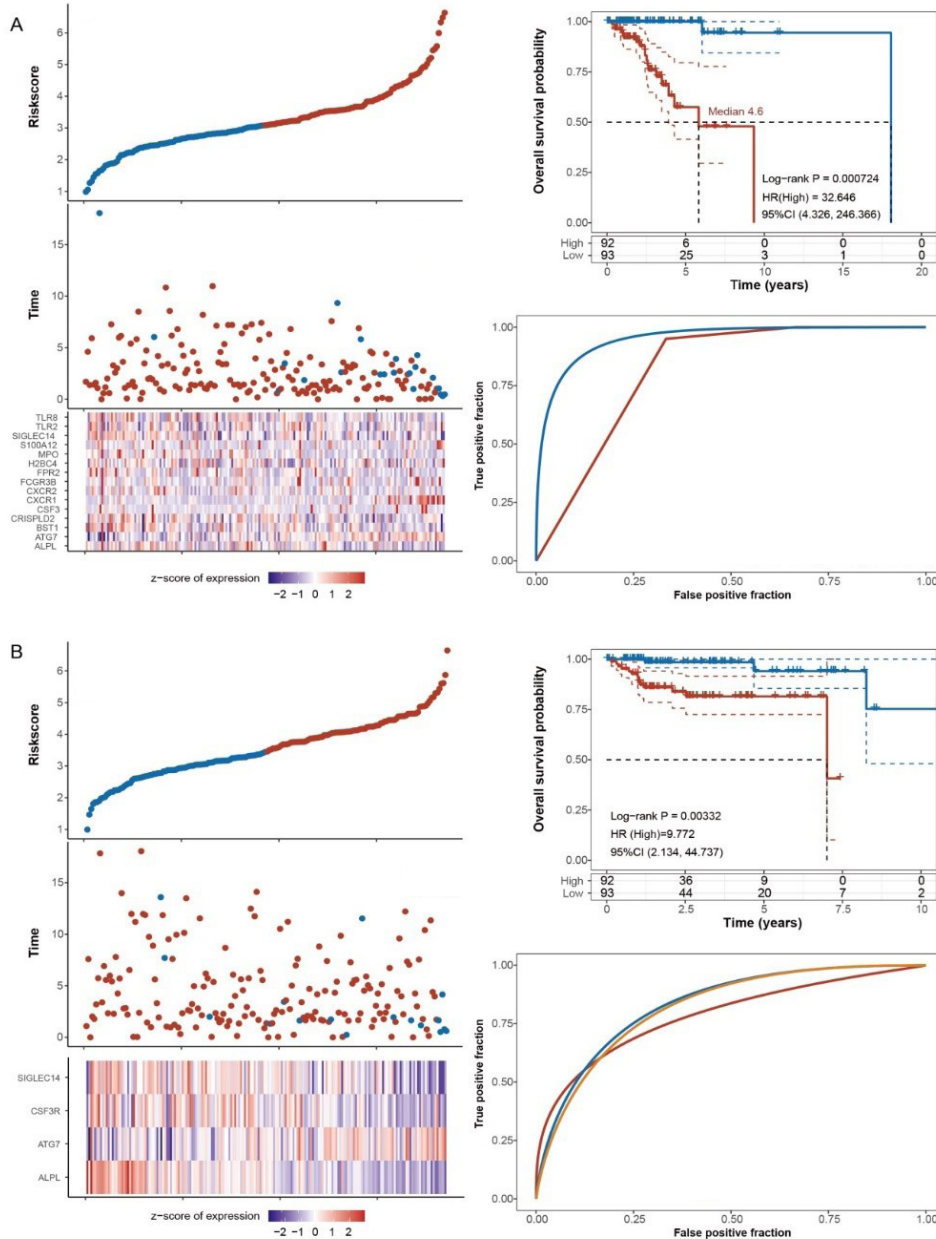 A
Riskscore
6
5
4
3
2
1
Time
15
10
5
0
TLR8
TLR2
SIGLEC14
S100A12
MPO
H2BC4
FPR2
FCGR3B
CXCR2
CXCR1
CSF3
CRISPLD2
BST1
ATG7
ALPL
z-score of expression
-2 -1 0 1 2
Overall survival probability
1.00
0.75
0.50
0.25
0.00
Median 4.6
Log-rank P = 0.000724
HR(High) = 32.646
95%CI (4.326, 246.366)
High 92 6 0 0 0
Low 93 25 3 1 0
0 5 10 15 20
Time (years)
True positive fraction
1.00
0.75
0.50
0.25
0.00
0.00 0.25 0.50 0.75 1.00
False positive fraction
B
Riskscore
6
5
4
3
2
1
Time
15
10
5
0
SIGLEC14
CSF3R
ATG7
ALPL
z-score of expression
-2 -1 0 1 2
Overall survival probability
1.00
0.75
0.50
0.25
0.00
Log-rank P = 0.00332
HR (High)=9.772
95%CI (2.134, 44.737)
High 92 36 9 0 0
Low 93 44 20 7 2
0 2.5 5 7.5 10
Time (years)
True positive fraction
1.00
0.75
0.50
0.25
0.00
0.00 0.25 0.50 0.75 1.00
False positive fraction